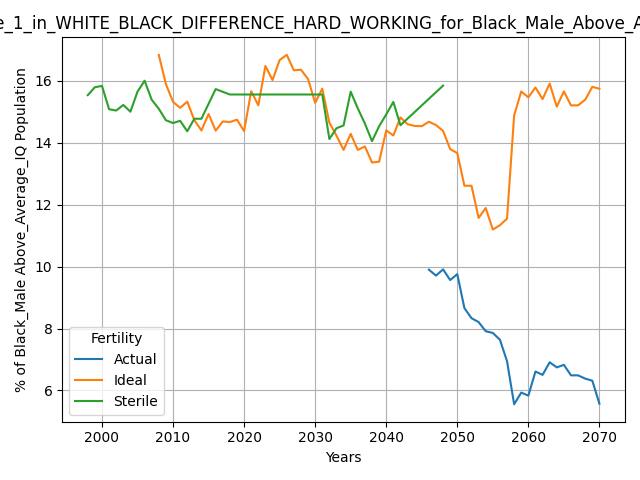 e_1_in_WHITE_BLACK_DIFFERENCE_HARD_WORKING_for_Black_Male_Above_A
% of Black_Male Above_Average_IQ Population
16
14
12
10
8
6
Fertility
Actual
Ideal
Sterile
2000 2010 2020 2030 2040 2050 2060 2070
Years